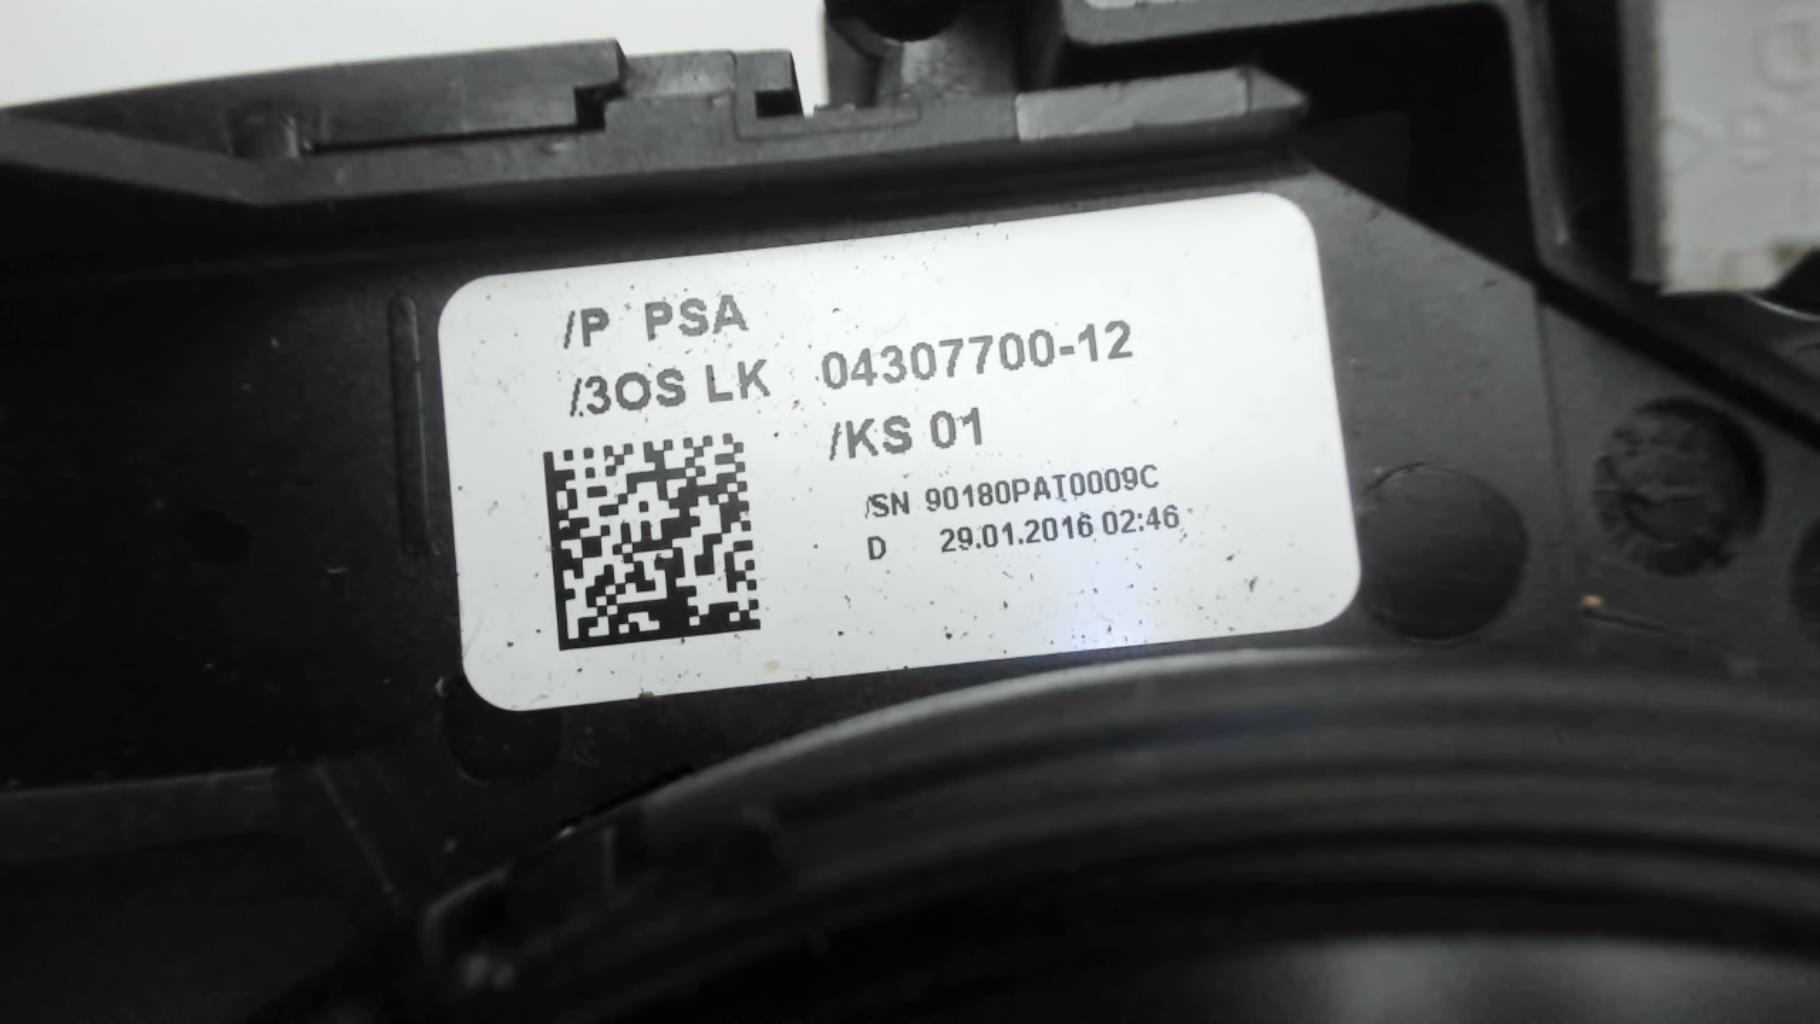 /P PSA
/3OS LK 04307700-12
/KS 01
/SN 90180PAT0009C
D 29.01.2016 02:46